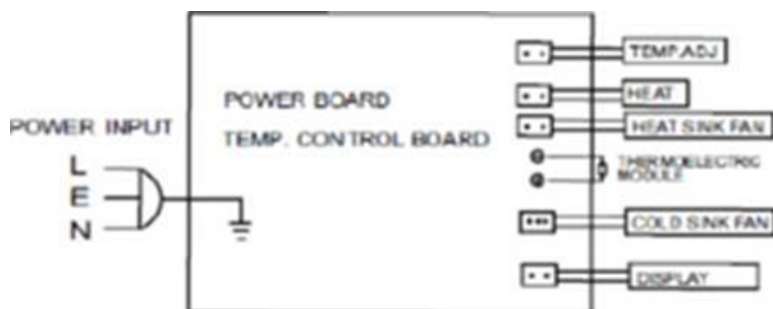 POWER INPUT
L
E
N
POWER BOARD
TEMP. CONTROL BOARD
TEMP.ADJ
HEAT
HEAT SINK FAN
THERMOELECTRIC
MODULE
COLD SINK FAN
DISPLAY